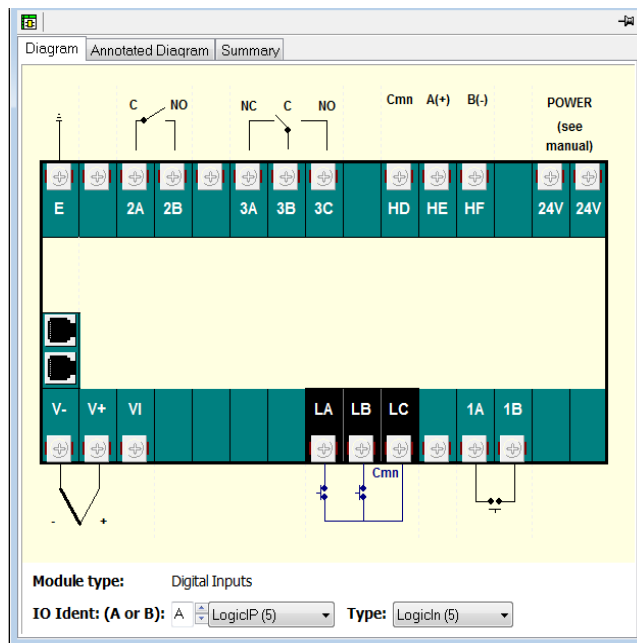 Diagram Annotated Diagram Summary
C NO NC C NO Cmn A(+) B(-) POWER
(see
manual)
E 2A 2B 3A 3B 3C HD HE HF 24V 24V
V- V+ VI LA LB LC 1A 1B
Cmn
- +
Module type: Digital Inputs
IO Ident: (A or B): A LogicIP (5) Type: LogicIn (5)